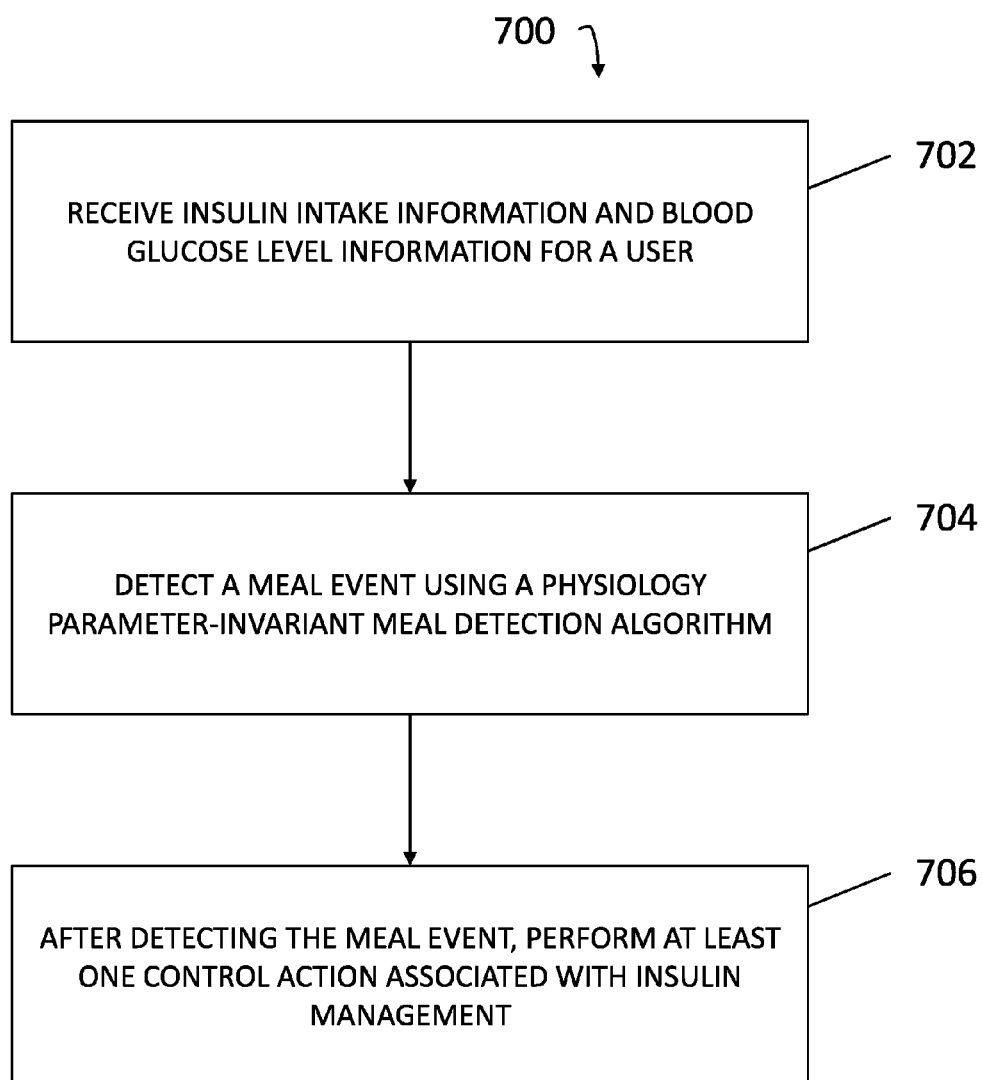 700
702
RECEIVE INSULIN INTAKE INFORMATION AND BLOOD
GLUCOSE LEVEL INFORMATION FOR A USER
704
DETECT A MEAL EVENT USING A PHYSIOLOGY
PARAMETER-INVARIANT MEAL DETECTION ALGORITHM
706
AFTER DETECTING THE MEAL EVENT, PERFORM AT LEAST
ONE CONTROL ACTION ASSOCIATED WITH INSULIN
MANAGEMENT